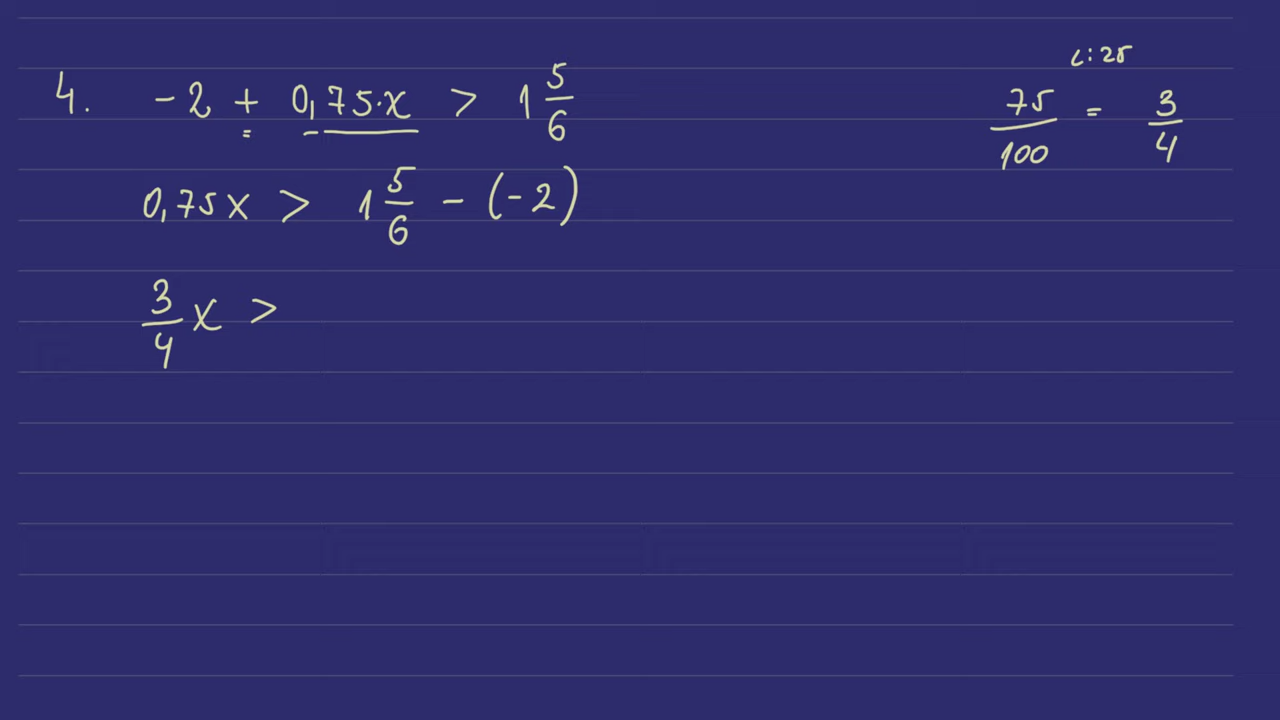 4. -2 + 0,75·x > 1 5/6
0,75x > 1 5/6 - (-2)
3/4 x >
(:25
75/100 = 3/4